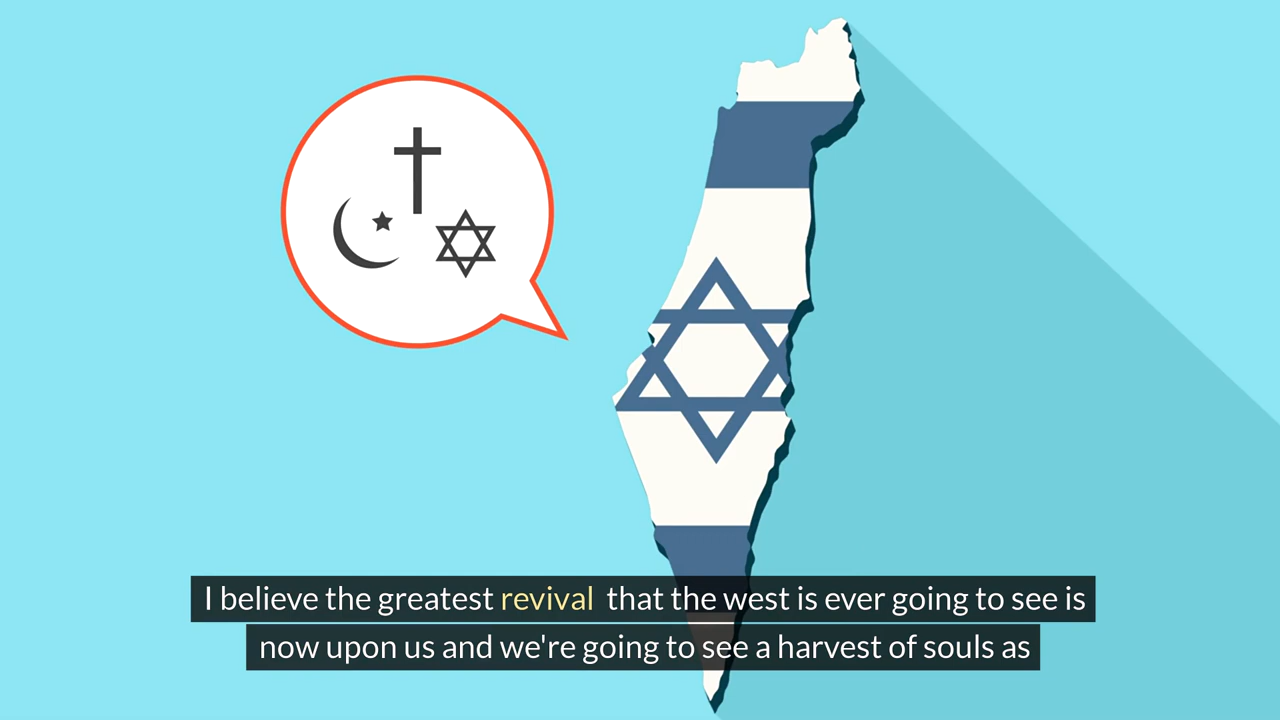 I believe the greatest revival that the west is ever going to see is
now upon us and we're going to see a harvest of souls as